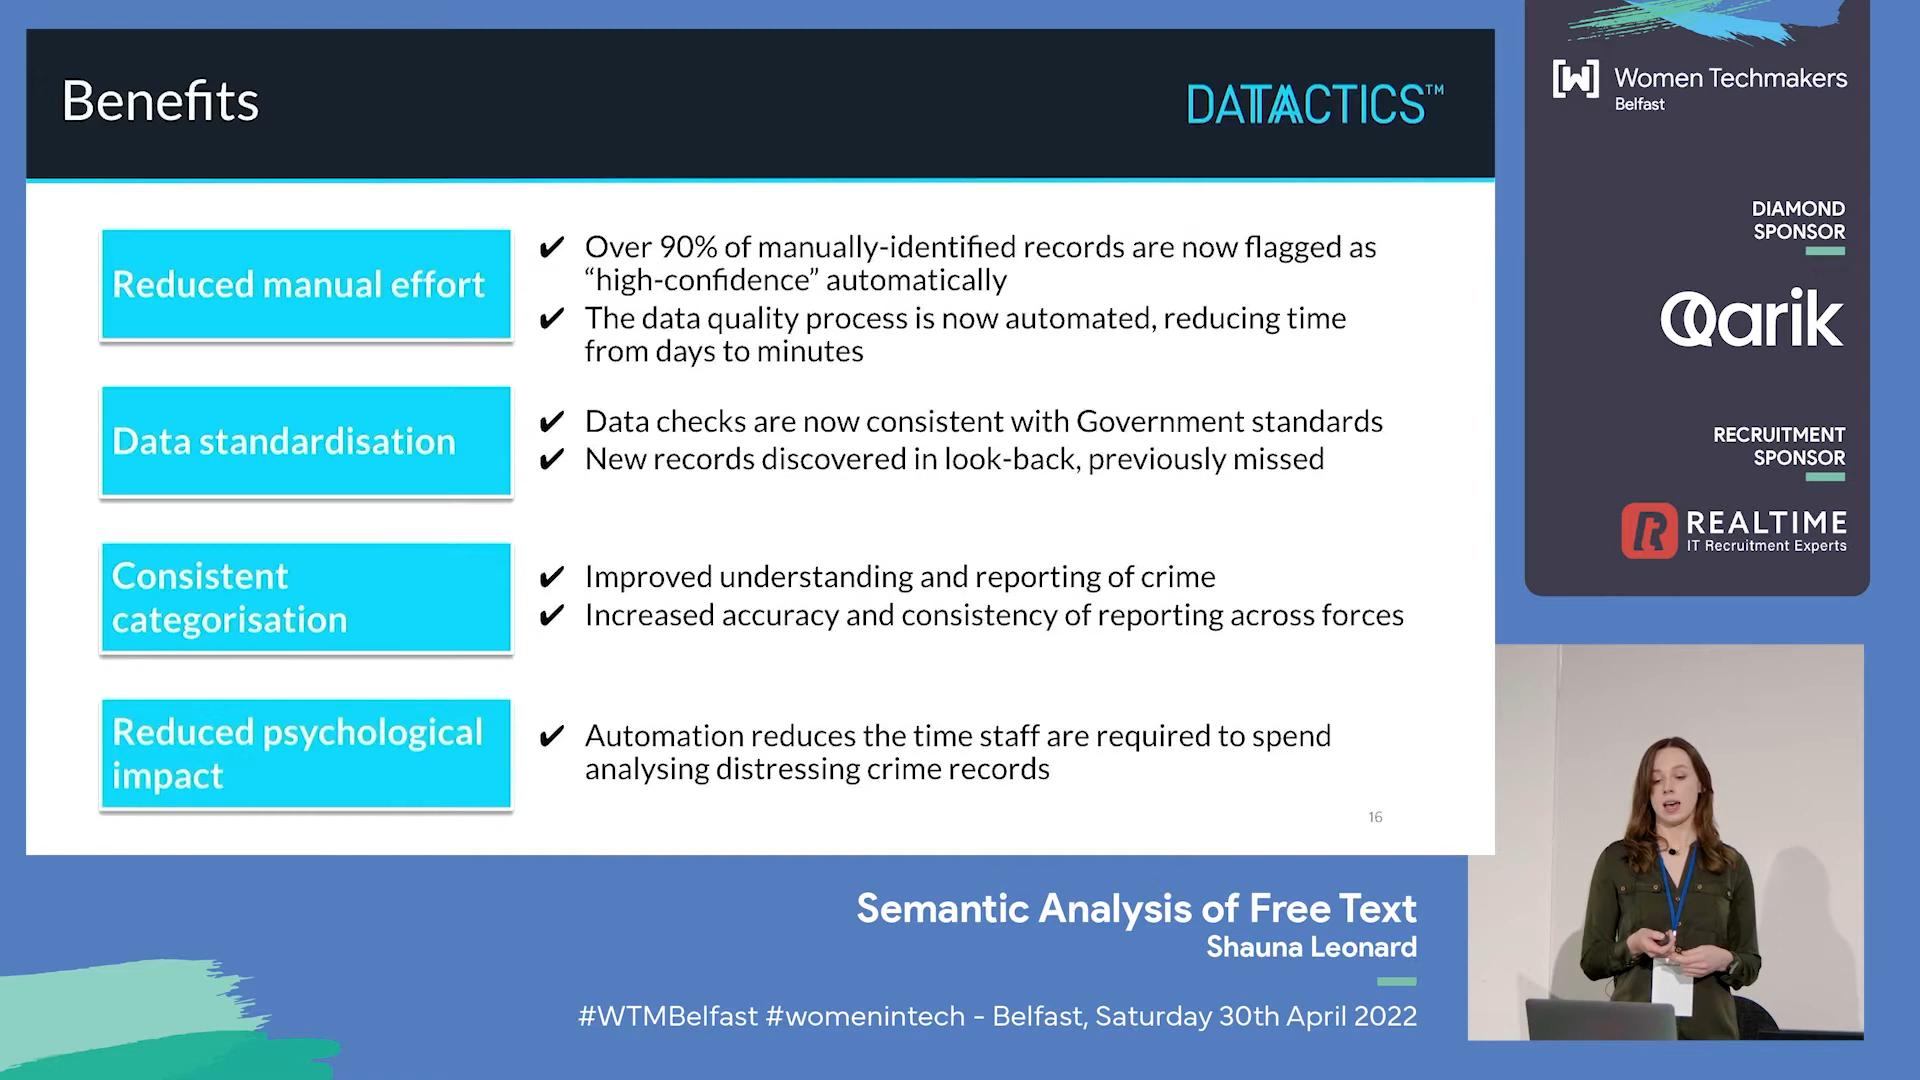 Benefits
DATACTICS™
Reduced manual effort
✔ Over 90% of manually-identified records are now flagged as
“high-confidence” automatically
✔ The data quality process is now automated, reducing time
from days to minutes
Data standardisation
✔ Data checks are now consistent with Government standards
✔ New records discovered in look-back, previously missed
Consistent
categorisation
✔ Improved understanding and reporting of crime
✔ Increased accuracy and consistency of reporting across forces
Reduced psychological
impact
✔ Automation reduces the time staff are required to spend
analysing distressing crime records
16
Women Techmakers
Belfast
DIAMOND
SPONSOR
Qarik
RECRUITMENT
SPONSOR
REALTIME
IT Recruitment Experts
Semantic Analysis of Free Text
Shauna Leonard
#WTMBelfast #womenintech - Belfast, Saturday 30th April 2022